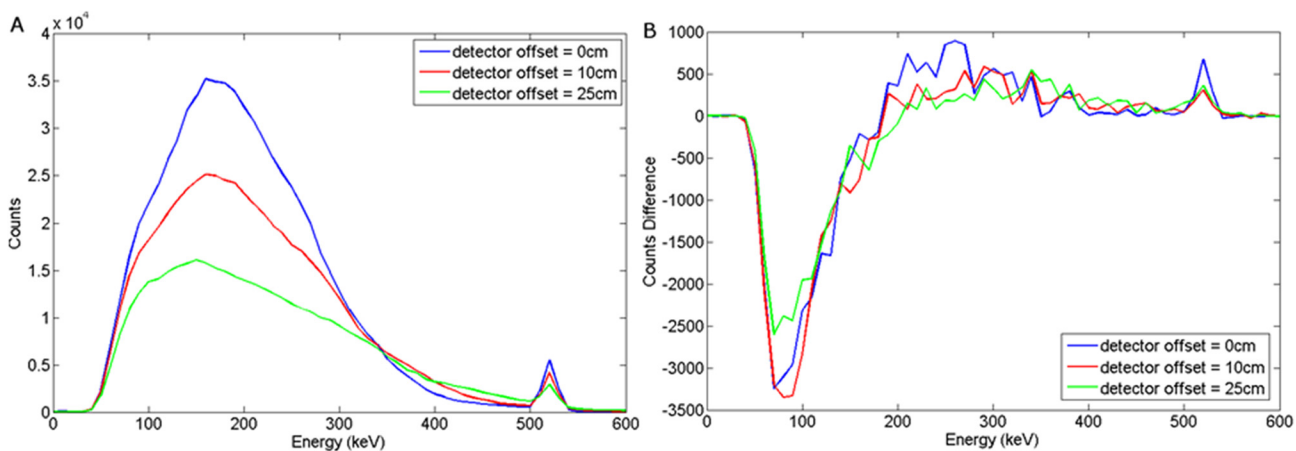 A
x 10^4
4
3.5
3
2.5
2
1.5
1
0.5
0
Counts
0 100 200 300 400 500 600
Energy (keV)
detector offset = 0cm
detector offset = 10cm
detector offset = 25cm
B
1000
500
0
-500
-1000
-1500
-2000
-2500
-3000
-3500
Counts Difference
0 100 200 300 400 500 600
Energy (keV)
detector offset = 0cm
detector offset = 10cm
detector offset = 25cm